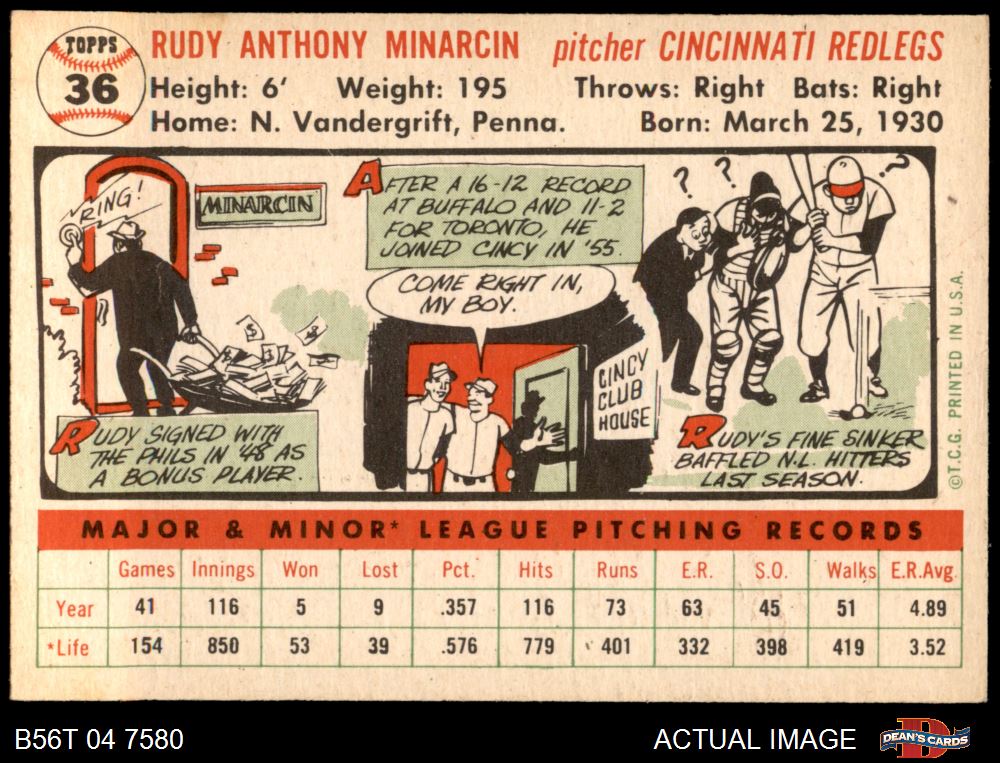 TOPPS
36
RUDY ANTHONY MINARCIN pitcher CINCINNATI REDLEGS
Height: 6' Weight: 195 Throws: Right Bats: Right
Home: N. Vandergrift, Penna. Born: March 25, 1930
RING!
MINARCIN
RUDY SIGNED WITH
THE PHILS IN '48 AS
A BONUS PLAYER.
AFTER A 16-12 RECORD
AT BUFFALO AND 11-2
FOR TORONTO, HE
JOINED CINCY IN '55.
COME RIGHT IN,
MY BOY.
CINCY
CLUB
HOUSE
? ? ?
RUDY'S FINE SINKER
BAFFLED N.L. HITTERS
LAST SEASON.
©T.C.G. PRINTED IN U.S.A.
MAJOR & MINOR* LEAGUE PITCHING RECORDS
Games Innings Won Lost Pct. Hits Runs E.R. S.O. Walks E.R.Avg.
Year 41 116 5 9 .357 116 73 63 45 51 4.89
*Life 154 850 53 39 .576 779 401 332 398 419 3.52
B56T 04 7580 ACTUAL IMAGE DEAN'S CARDS